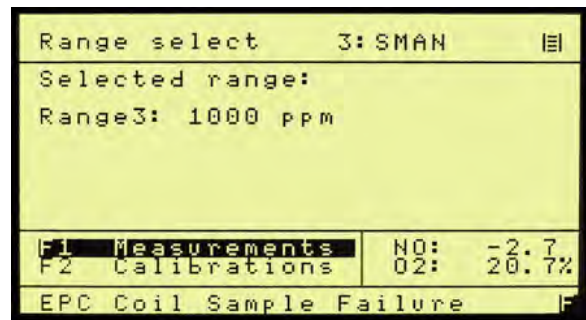 Range select 3:SMAN
Selected range:
Range3: 1000 ppm
F1 Measurements NO: -2.7
F2 Calibrations O2: 20.7%
EPC Coil Sample Failure F